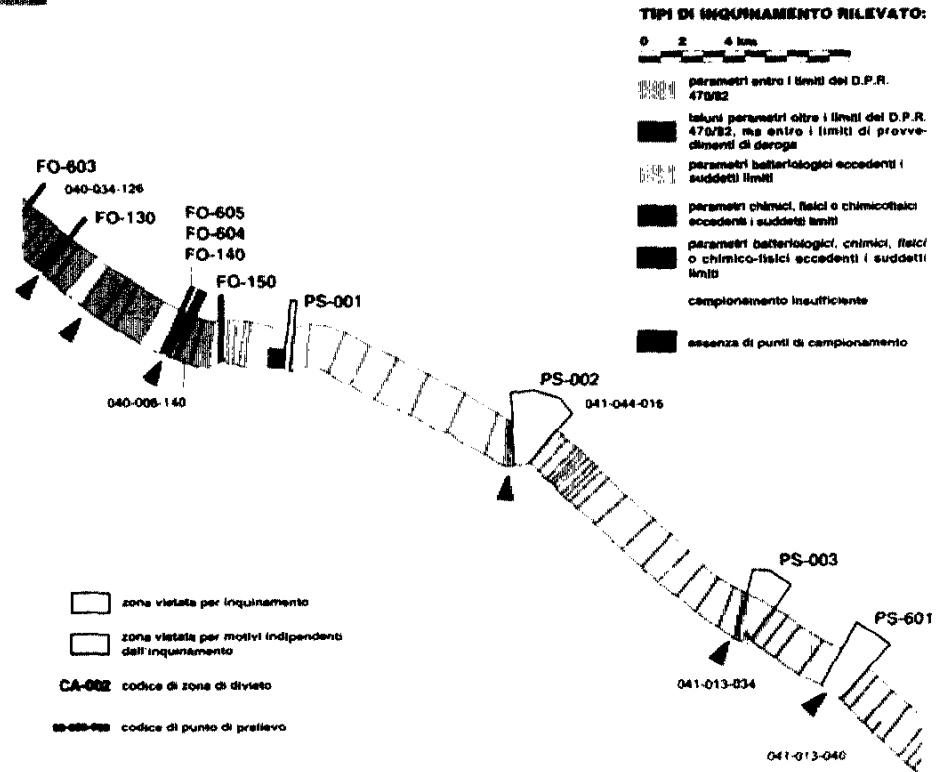 TIPI DI INQUINAMENTO RILEVATO:
0 2 4 km
parametri entro i limiti del D.P.R.
470/82
taluni parametri oltre i limiti del D.P.R.
470/82, ma entro i limiti di provve-
dimenti di deroga
parametri batteriologici eccedenti i
suddetti limiti
parametri chimici, fisici o chimicofisici
eccedenti i suddetti limiti
parametri batteriologici, chimici, fisici
o chimico-fisici eccedenti i suddetti
limiti
campionamento insufficiente
assenza di punti di campionamento
FO-603
040-034-126
FO-130
FO-605
FO-604
FO-140
FO-150
PS-001
040-008-140
PS-002
041-044-016
PS-003
PS-601
041-013-034
041-013-040
zona vietata per inquinamento
zona vietata per motivi indipendenti
dall'inquinamento
CA-002 codice di zona di divieto
codice di punto di prelievo